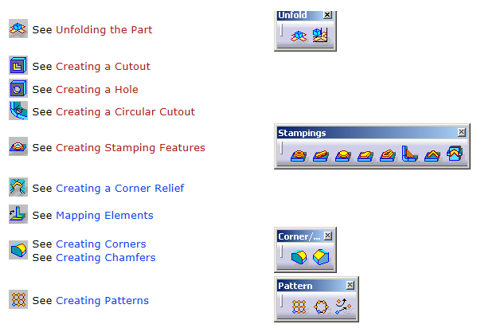 Unfold
See Unfolding the Part
See Creating a Cutout
See Creating a Hole
See Creating a Circular Cutout
Stampings
See Creating Stamping Features
See Creating a Corner Relief
See Mapping Elements
Corner/...
See Creating Corners
See Creating Chamfers
Pattern
See Creating Patterns